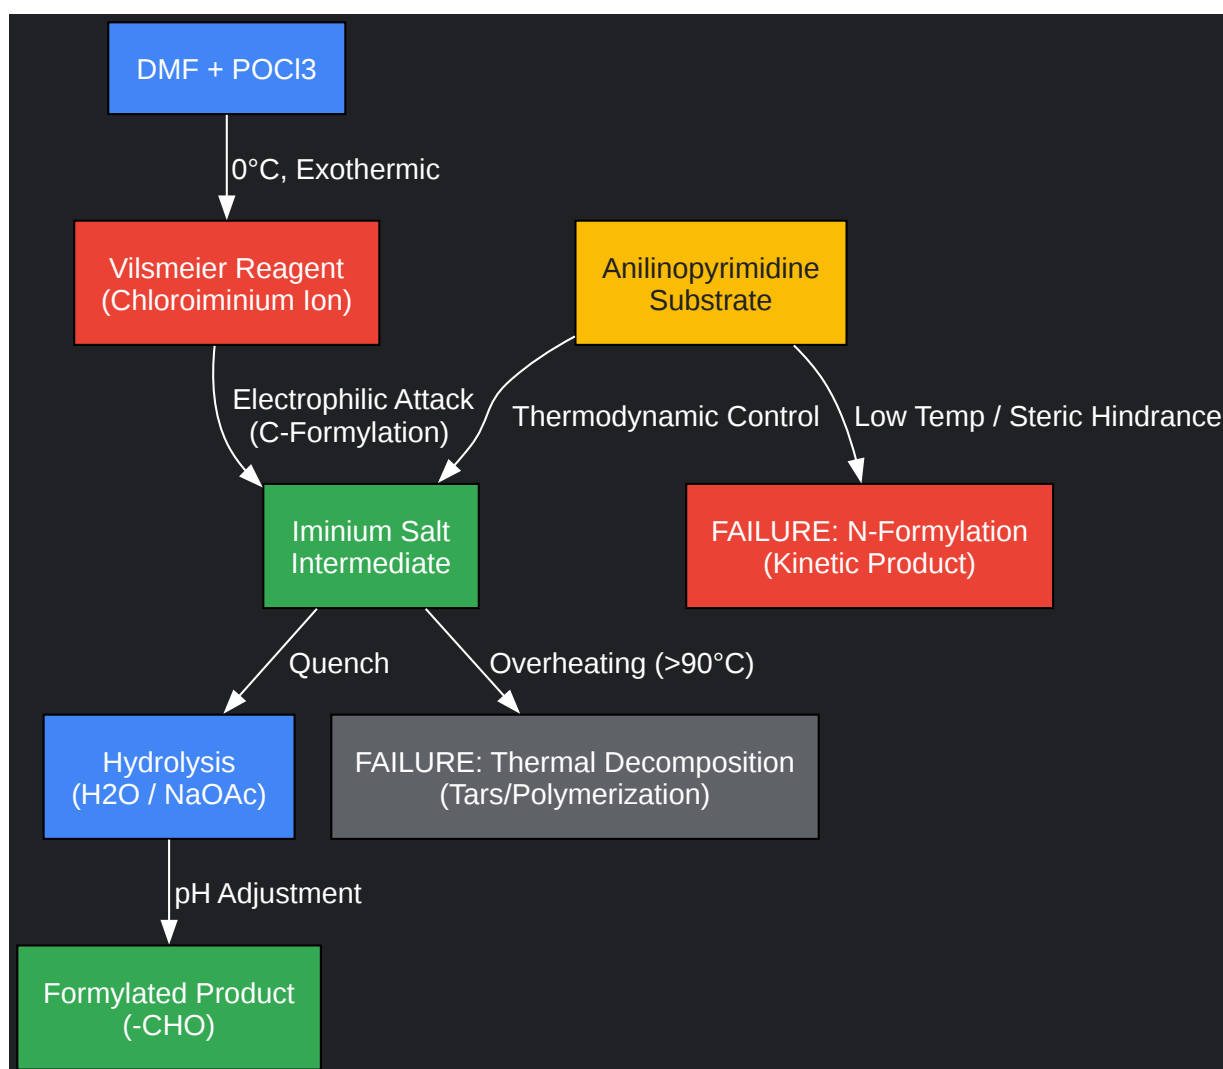 DMF + POCl3
0°C, Exothermic
Vilsmeier Reagent
(Chloroiminium Ion)
Anilinopyrimidine
Substrate
Electrophilic Attack
(C-Formylation)
Thermodynamic Control
Low Temp / Steric Hindrance
Iminium Salt
Intermediate
FAILURE: N-Formylation
(Kinetic Product)
Quench
Overheating (>90°C)
Hydrolysis
(H2O / NaOAc)
FAILURE: Thermal Decomposition
(Tars/Polymerization)
pH Adjustment
Formylated Product
(-CHO)